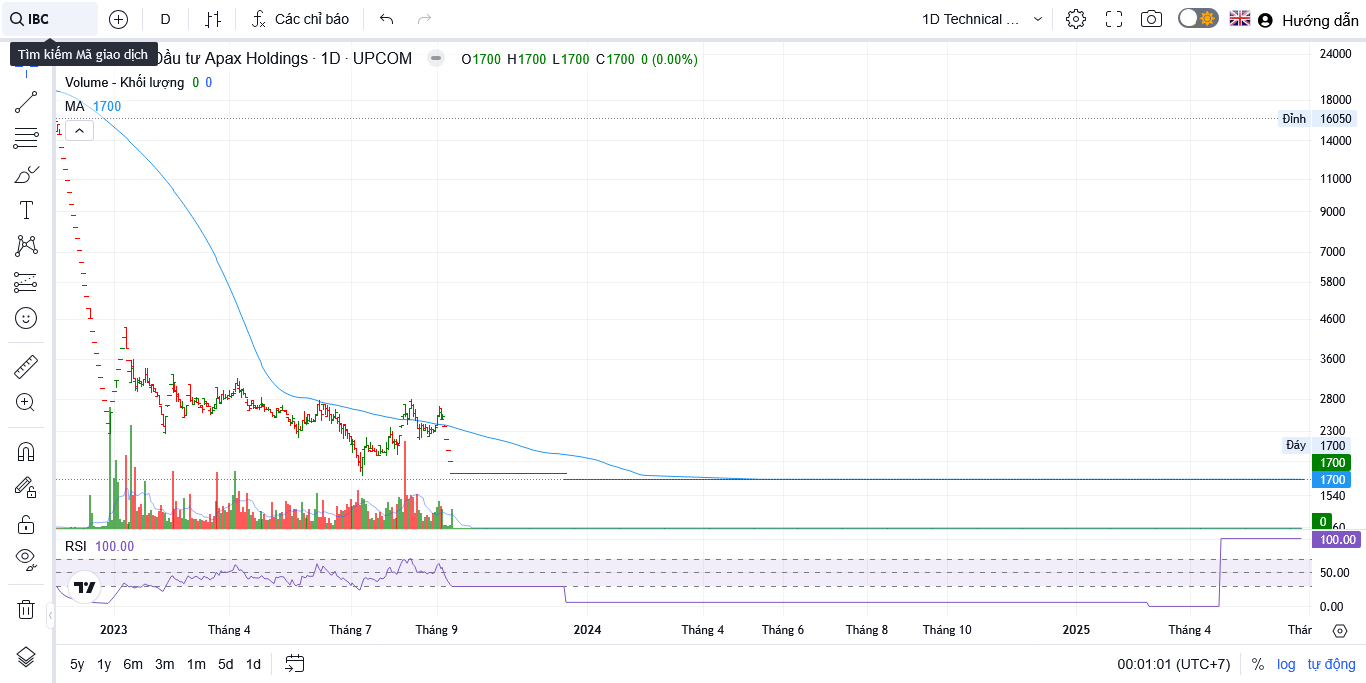 IBC D Các chỉ báo 1D Technical ... Hướng dẫn
Tìm kiếm Mã giao dịch
Đầu tư Apax Holdings · 1D · UPCOM O1700 H1700 L1700 C1700 0 (0.00%)
Volume - Khối lượng 0 0
MA 1700
24000
18000
Đỉnh 16050
14000
11000
9000
7000
5800
4600
3600
2800
2300
Đáy 1700
1700
1700
1540
0
RSI 100.00
100.00
50.00
0.00
2023 Tháng 4 Tháng 7 Tháng 9 2024 Tháng 4 Tháng 6 Tháng 8 Tháng 10 2025 Tháng 4
5y 1y 6m 3m 1m 5d 1d 00:01:01 (UTC+7) % log tự động